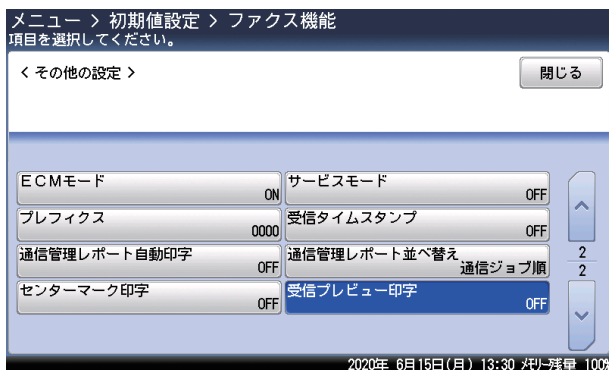 メニュー > 初期値設定 > ファクス機能
項目を選択してください。
< その他の設定 >
閉じる
ECMモード
ON
サービスモード
OFF
プレフィクス
0000
受信タイムスタンプ
OFF
通信管理レポート自動印字
OFF
通信管理レポート並べ替え
通信ジョブ順
2
2
センターマーク印字
OFF
受信プレビュー印字
OFF
2020年 6月15日(月) 13:30 メモリー残量 100%